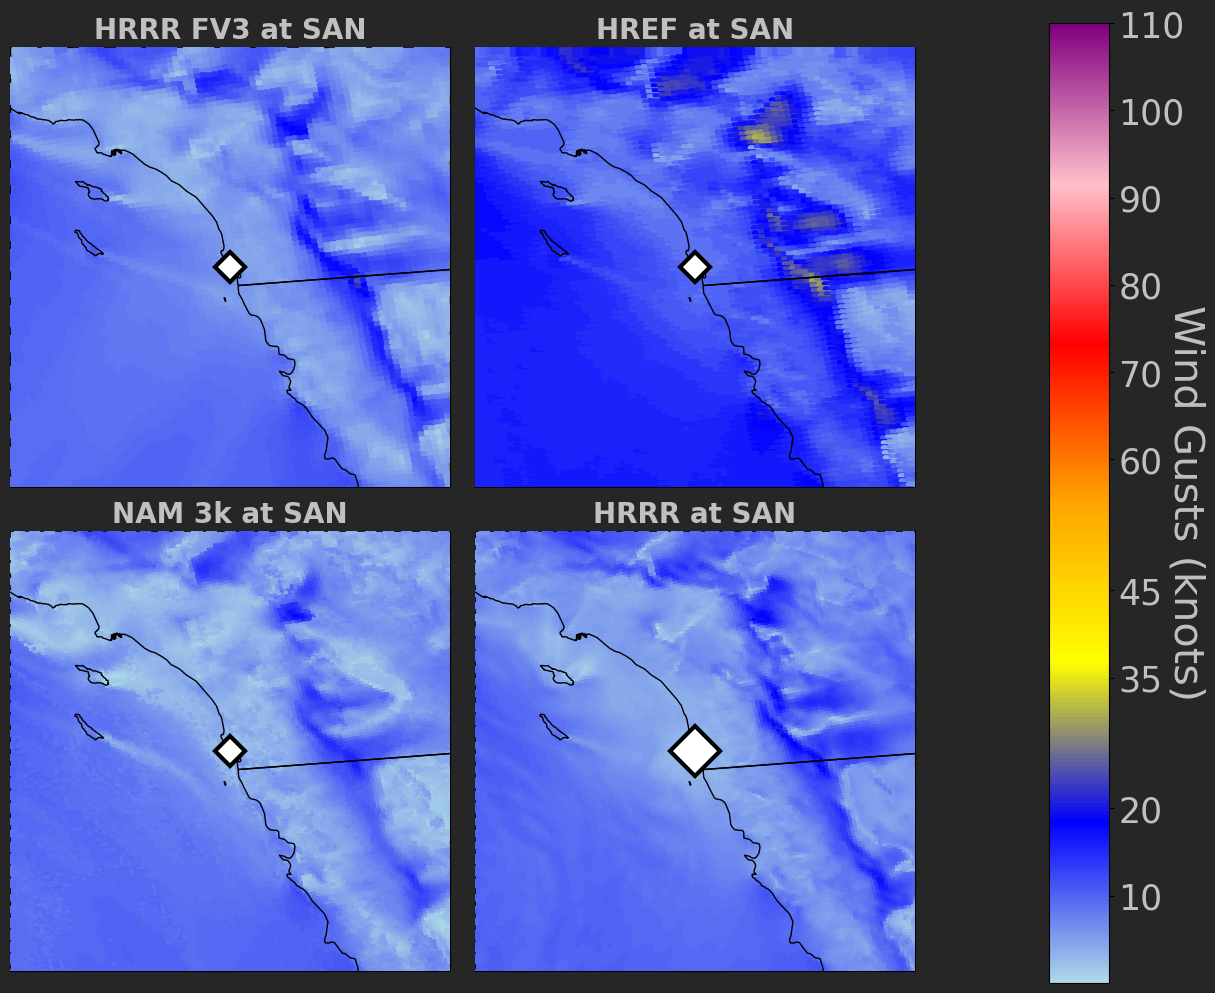 HRRR FV3 at SAN
HREF at SAN
NAM 3k at SAN
HRRR at SAN
110
100
90
80
70
60
45
35
20
10
Wind Gusts (knots)